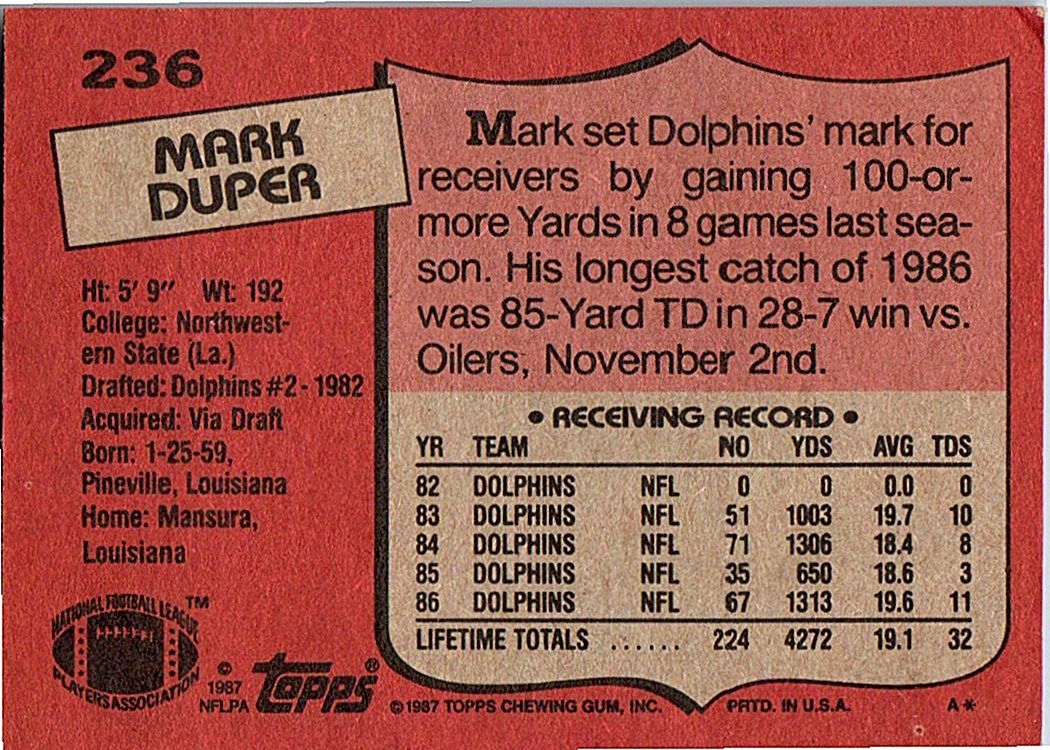 236
MARK
DUPER
Mark set Dolphins' mark for
receivers by gaining 100-or-
more Yards in 8 games last sea-
son. His longest catch of 1986
was 85-Yard TD in 28-7 win vs.
Oilers, November 2nd.
Ht: 5' 9" Wt: 192
College: Northwest-
ern State (La.)
Drafted: Dolphins #2 - 1982
Acquired: Via Draft
Born: 1-25-59,
Pineville, Louisiana
Home: Mansura,
Louisiana
• RECEIVING RECORD •
YR TEAM NO YDS AVG TDS
82 DOLPHINS NFL 0 0 0.0 0
83 DOLPHINS NFL 51 1003 19.7 10
84 DOLPHINS NFL 71 1306 18.4 8
85 DOLPHINS NFL 35 650 18.6 3
86 DOLPHINS NFL 67 1313 19.6 11
LIFETIME TOTALS ...... 224 4272 19.1 32
NATIONAL FOOTBALL LEAGUE ™
PLAYERS ASSOCIATION
© 1987 NFLPA
topps®
© 1987 TOPPS CHEWING GUM, INC. PRTD. IN U.S.A. A*